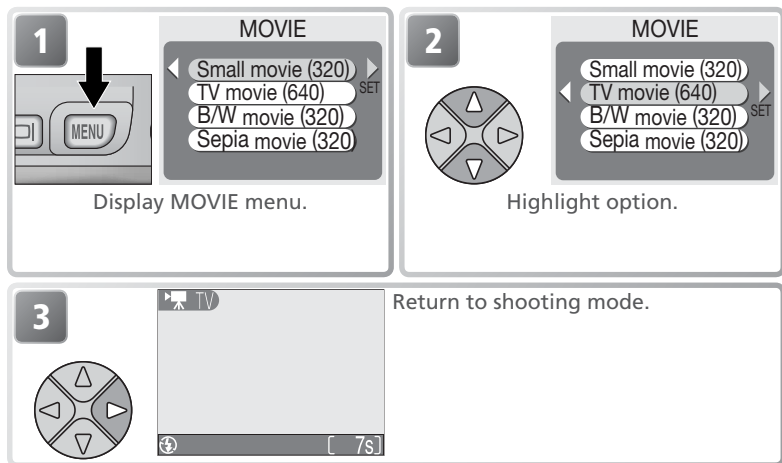 1
MENU
MOVIE
Small movie (320)
SET
TV movie (640)
B/W movie (320)
Sepia movie (320)
Display MOVIE menu.
2
MOVIE
Small movie (320)
TV movie (640)
SET
B/W movie (320)
Sepia movie (320)
Highlight option.
3
TV
[ 7s]
Return to shooting mode.